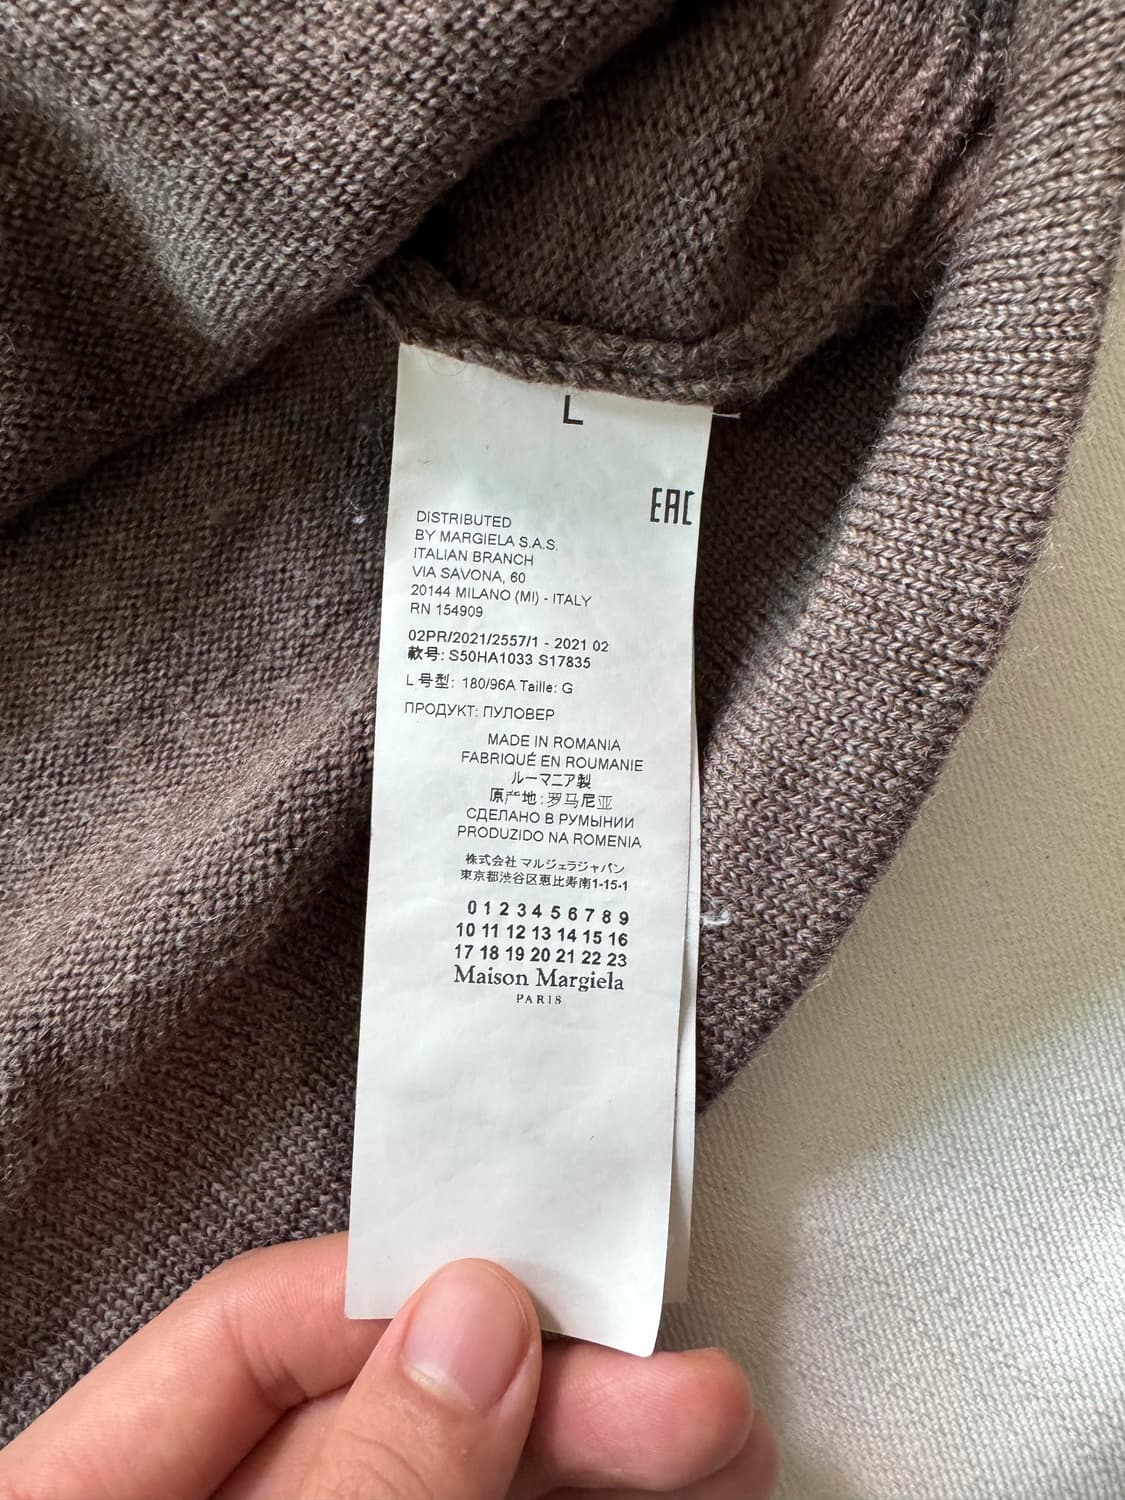 L
EAC
DISTRIBUTED
BY MARGIELA S.A.S.
ITALIAN BRANCH
VIA SAVONA, 60
20144 MILANO (MI) - ITALY
RN 154909
02PR/2021/2557/1 - 2021 02
款号: S50HA1033 S17835
L 号型: 180/96A Taille: G
ПРОДУКТ: ПУЛОВЕР
MADE IN ROMANIA
FABRIQUÉ EN ROUMANIE
ルーマニア製
原产地: 罗马尼亚
СДЕЛАНО В РУМЫНИИ
PRODUZIDO NA ROMENIA
株式会社 マルジェラジャパン
東京都渋谷区恵比寿南1-15-1
0 1 2 3 4 5 6 7 8 9
10 11 12 13 14 15 16
17 18 19 20 21 22 23
Maison Margiela
PARIS